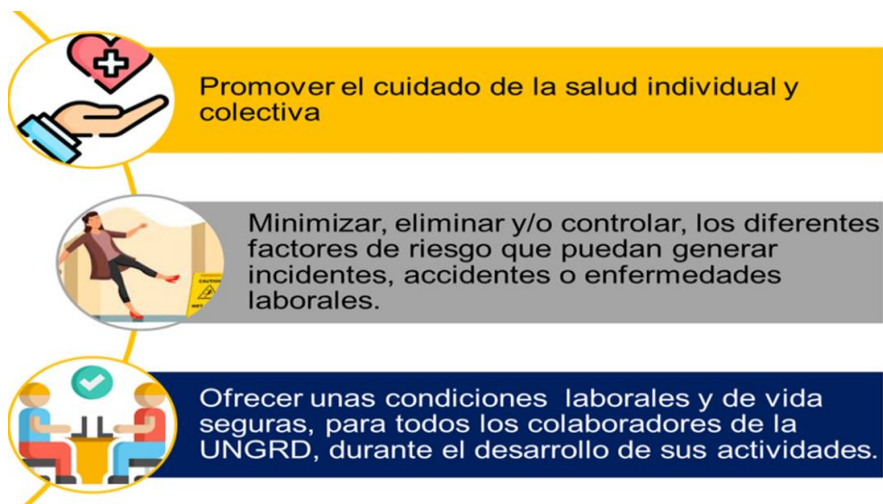 Promover el cuidado de la salud individual y
colectiva
Minimizar, eliminar y/o controlar, los diferentes
factores de riesgo que puedan generar
incidentes, accidentes o enfermedades
laborales.
CAUTION
Ofrecer unas condiciones laborales y de vida
seguras, para todos los colaboradores de la
UNGRD, durante el desarrollo de sus actividades.